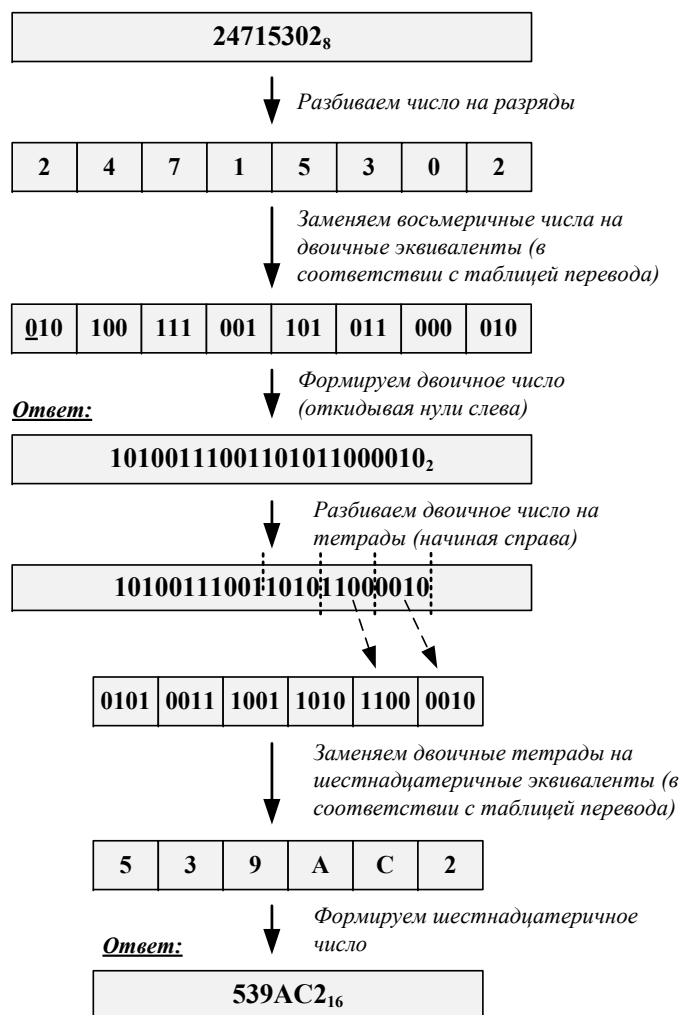 24715302₈
Разбиваем число на разряды
2 4 7 1 5 3 0 2
Заменяем восьмеричные числа на
двоичные эквиваленты (в
соответствии с таблицей перевода)
010 100 111 001 101 011 000 010
Формируем двоичное число
(откидывая нули слева)
Ответ:
10100111001101011000010₂
Разбиваем двоичное число на
тетрады (начиная справа)
10100111001101011000010
0101 0011 1001 1010 1100 0010
Заменяем двоичные тетрады на
шестнадцатеричные эквиваленты (в
соответствии с таблицей перевода)
5 3 9 A C 2
Формируем шестнадцатеричное
число
Ответ:
539AC2₁₆